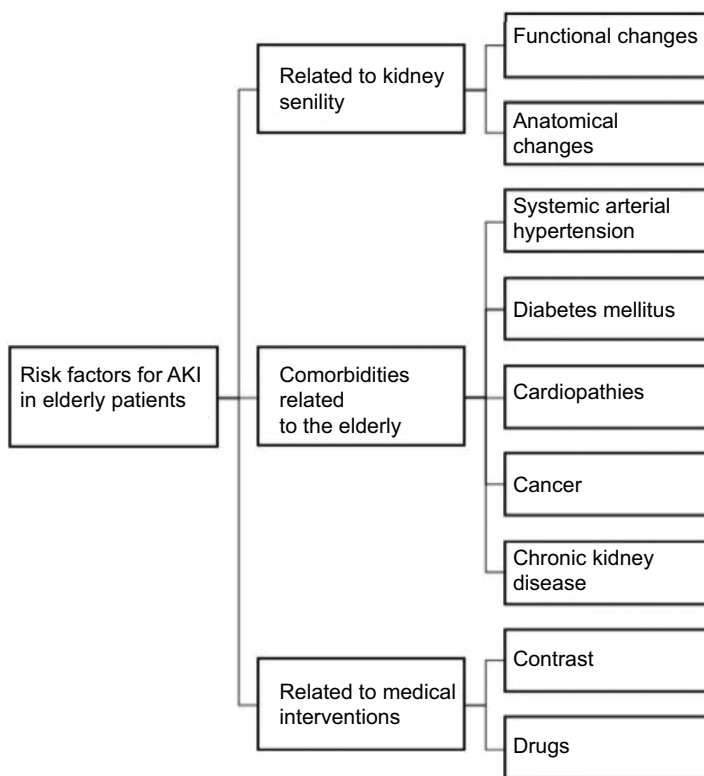 Risk factors for AKI
in elderly patients
Related to kidney
senility
Functional changes
Anatomical
changes
Comorbidities
related
to the elderly
Systemic arterial
hypertension
Diabetes mellitus
Cardiopathies
Cancer
Chronic kidney
disease
Related to medical
interventions
Contrast
Drugs